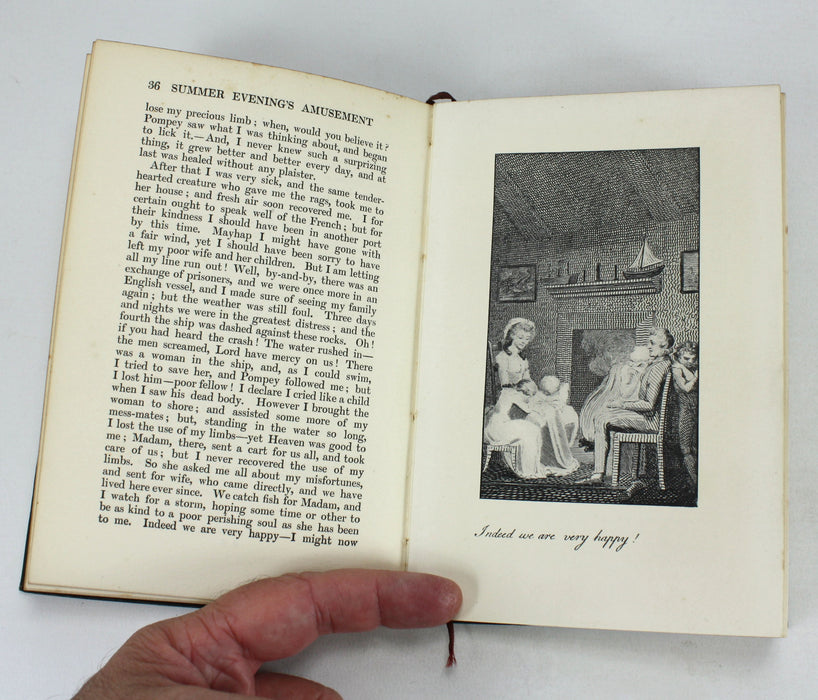 36 SUMMER EVENING'S AMUSEMENT
lose my precious limb; when, would you believe it?
Pompey saw what I was thinking about, and began
to lick it.—And, I never knew such a surprizing
thing, it grew better and better every day, and at
last was healed without any plaister.
After that I was very sick, and the same tender-
hearted creature who gave me the rags, took me to
her house; and fresh air soon recovered me. I for
certain ought to speak well of the French; but for
their kindness I should have been in another port
by this time. Mayhap I might have gone with
a fair wind, yet I should have been sorry to have
left my poor wife and her children. But I am letting
all my line run out! Well, by-and-by, there was an
exchange of prisoners, and we were once more in an
English vessel, and I made sure of seeing my family
again; but the weather was still foul. Three days
and nights we were in the greatest distress; and the
fourth the ship was dashed against these rocks. Oh!
if you had heard the crash! The water rushed in—
the men screamed, Lord have mercy on us! There
was a woman in the ship, and, as I could swim,
I tried to save her, and Pompey followed me; but
I lost him—poor fellow! I declare I cried like a child
when I saw his dead body. However I brought the
woman to shore; and assisted some more of my
mess-mates; but, standing in the water so long,
I lost the use of my limbs—yet Heaven was good to
me; Madam, there, sent a cart for us all, and took
care of us; but I never recovered the use of my
limbs. So she asked me all about my misfortunes,
and sent for wife, who came directly, and we have
lived here ever since. We catch fish for Madam, and
I watch for a storm, hoping some time or other to
be as kind to a poor perishing soul as she has been
to me. Indeed we are very happy—I might now
Indeed we are very happy!